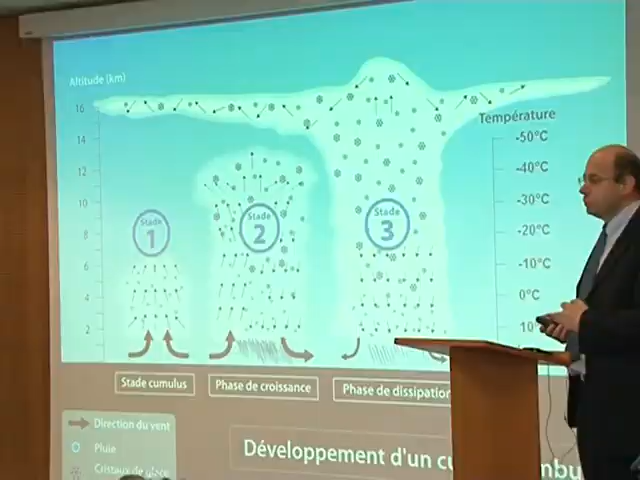 Altitude (km)
16
14
12
10
8
6
4
2
Stade
1
Stade
2
Stade
3
Température
-50°C
-40°C
-30°C
-20°C
-10°C
0°C
10°
Stade cumulus
Phase de croissance
Phase de dissipation
Direction du vent
Pluie
Cristaux de glace
Développement d'un cu
mbu